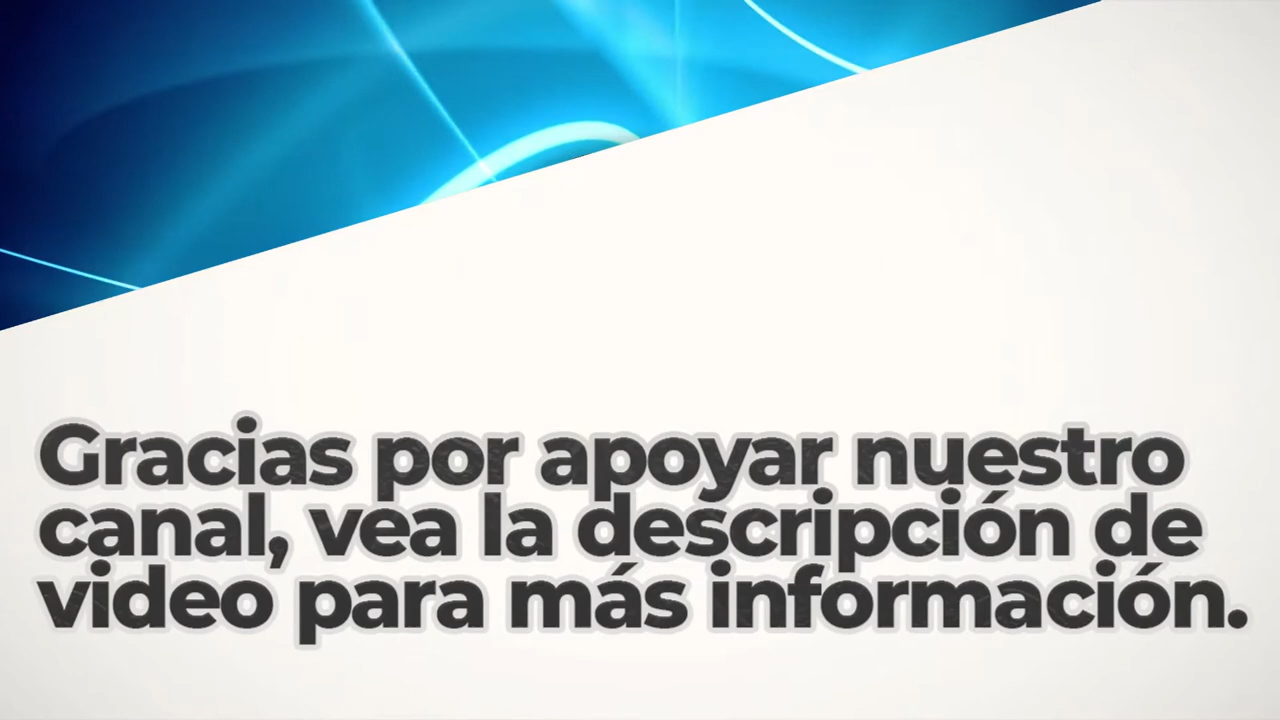 Gracias por apoyar nuestro
canal, vea la descripción de
video para más información.